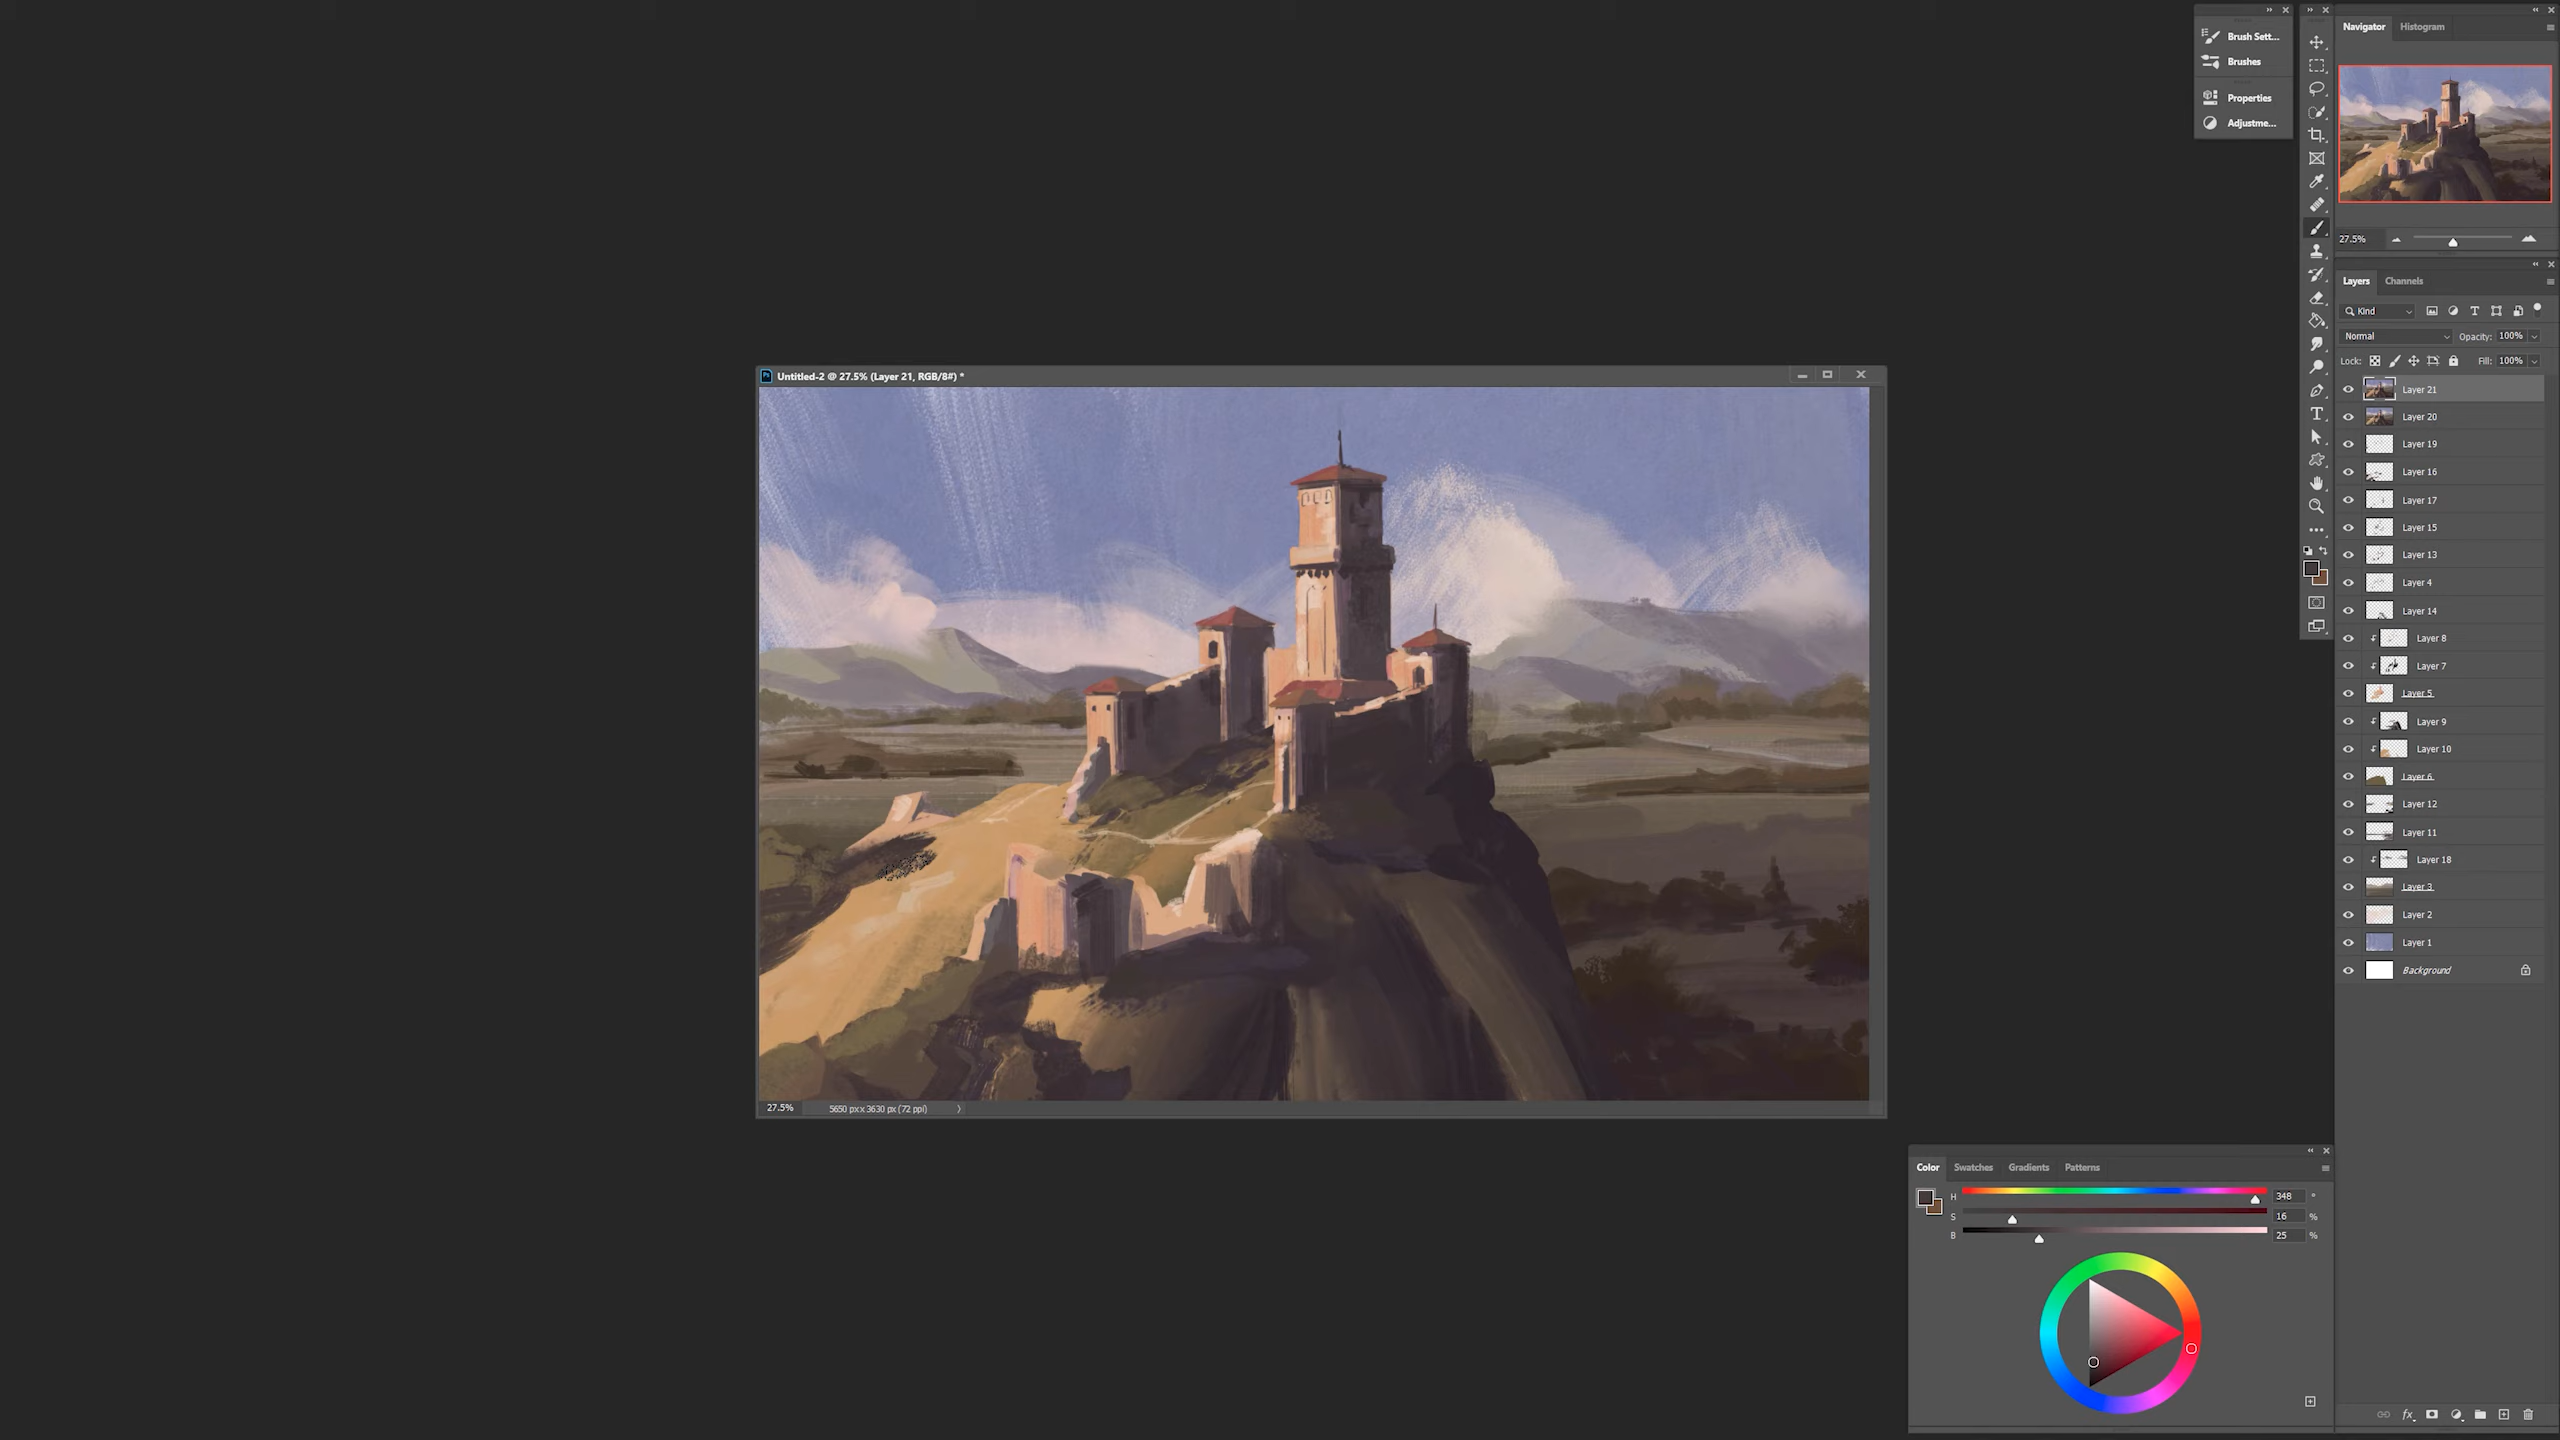 Brush Sett...
Brushes
Properties
Adjustme...
Navigator Histogram
27.5%
Layers Channels
Kind
Normal Opacity: 100%
Lock: Fill: 100%
Layer 21
Layer 20
Layer 19
Layer 16
Layer 17
Layer 15
Layer 13
Layer 4
Layer 14
Layer 8
Layer 7
Layer 5
Layer 9
Layer 10
Layer 6
Layer 12
Layer 11
Layer 18
Layer 3
Layer 2
Layer 1
Background
fx
Untitled-2 @ 27.5% (Layer 21, RGB/8#) *
27.5% 5650 px x 3630 px (72 ppi)
Color Swatches Gradients Patterns
H 348 °
S 16 %
B 25 %